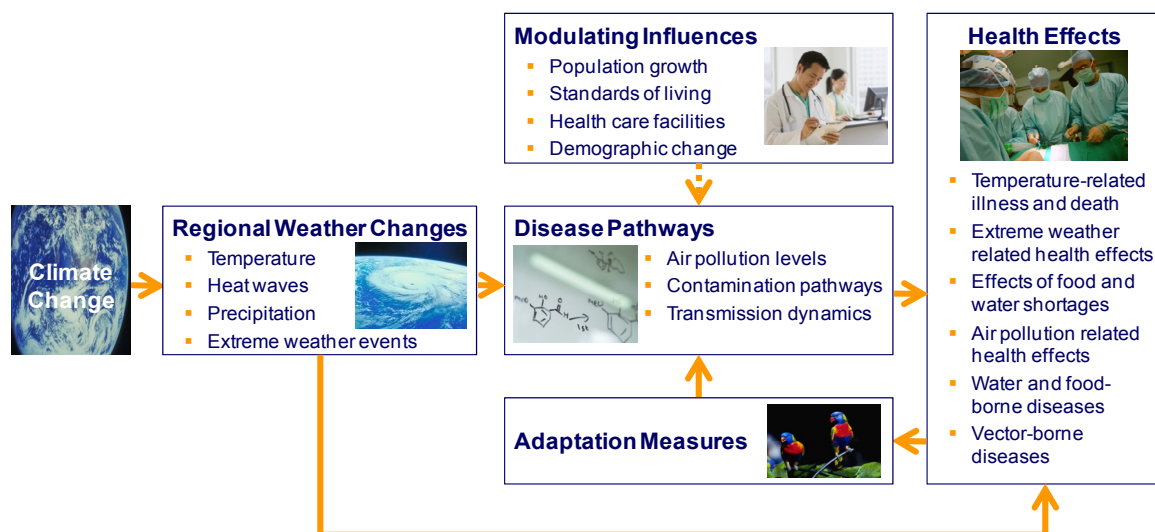 Modulating Influences
Population growth
Standards of living
Health care facilities
Demographic change
Health Effects
Temperature-related
illness and death
Extreme weather
related health effects
Effects of food and
water shortages
Air pollution related
health effects
Water and food-
borne diseases
Vector-borne
diseases
Climate
Change
Regional Weather Changes
Temperature
Heat waves
Precipitation
Extreme weather events
Disease Pathways
Air pollution levels
Contamination pathways
Transmission dynamics
Adaptation Measures